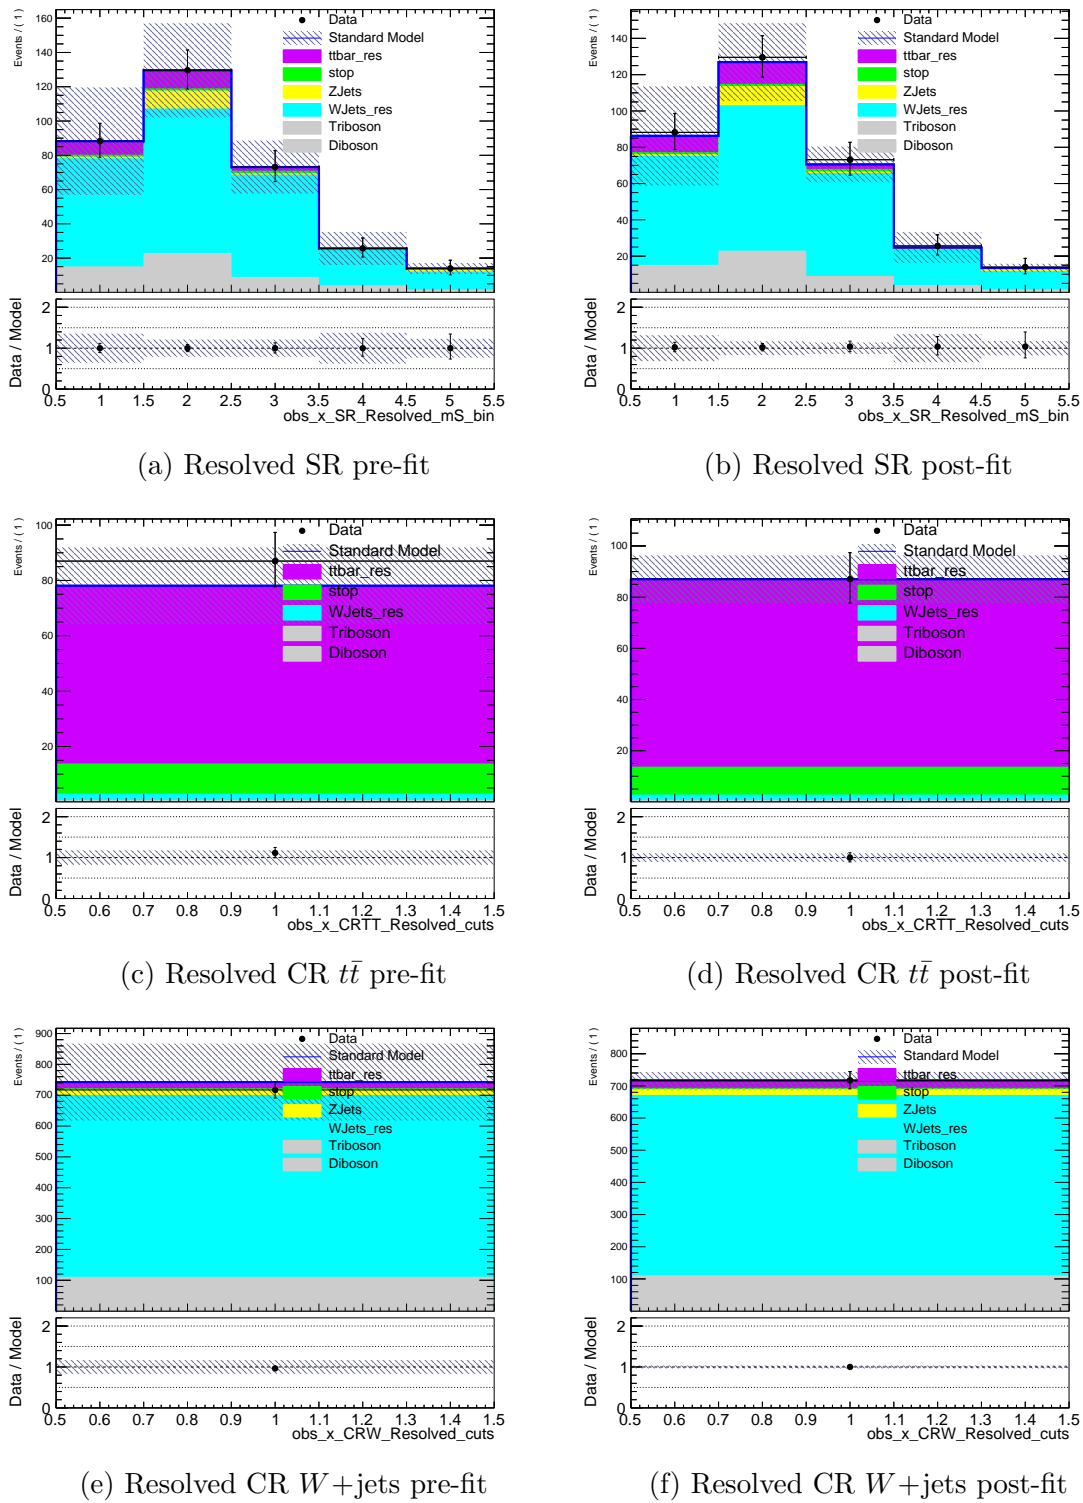 Events / ( 1 )
160
140
120
100
80
60
40
20
Data
Standard Model
ttbar_res
stop
ZJets
WJets_res
Triboson
Diboson
Data / Model
2
1
0
0.5 1 1.5 2 2.5 3 3.5 4 4.5 5 5.5
obs_x_SR_Resolved_mS_bin
(a) Resolved SR pre-fit
Events / ( 1 )
140
120
100
80
60
40
20
Data
Standard Model
ttbar_res
stop
ZJets
WJets_res
Triboson
Diboson
Data / Model
2
1
0
0.5 1 1.5 2 2.5 3 3.5 4 4.5 5 5.5
obs_x_SR_Resolved_mS_bin
(b) Resolved SR post-fit
Events / ( 1 )
100
80
60
40
20
Data
Standard Model
ttbar_res
stop
WJets_res
Triboson
Diboson
Data / Model
2
1
0
0.5 0.6 0.7 0.8 0.9 1 1.1 1.2 1.3 1.4 1.5
obs_x_CRTT_Resolved_cuts
(c) Resolved CR tt̄ pre-fit
Events / ( 1 )
100
80
60
40
20
Data
Standard Model
ttbar_res
stop
WJets_res
Triboson
Diboson
Data / Model
2
1
0
0.5 0.6 0.7 0.8 0.9 1 1.1 1.2 1.3 1.4 1.5
obs_x_CRTT_Resolved_cuts
(d) Resolved CR tt̄ post-fit
Events / ( 1 )
900
800
700
600
500
400
300
200
100
Data
Standard Model
ttbar_res
stop
ZJets
WJets_res
Triboson
Diboson
Data / Model
2
1
0
0.5 0.6 0.7 0.8 0.9 1 1.1 1.2 1.3 1.4 1.5
obs_x_CRW_Resolved_cuts
(e) Resolved CR W+jets pre-fit
Events / ( 1 )
800
700
600
500
400
300
200
100
Data
Standard Model
ttbar_res
stop
ZJets
WJets_res
Triboson
Diboson
Data / Model
2
1
0
0.5 0.6 0.7 0.8 0.9 1 1.1 1.2 1.3 1.4 1.5
obs_x_CRW_Resolved_cuts
(f) Resolved CR W+jets post-fit